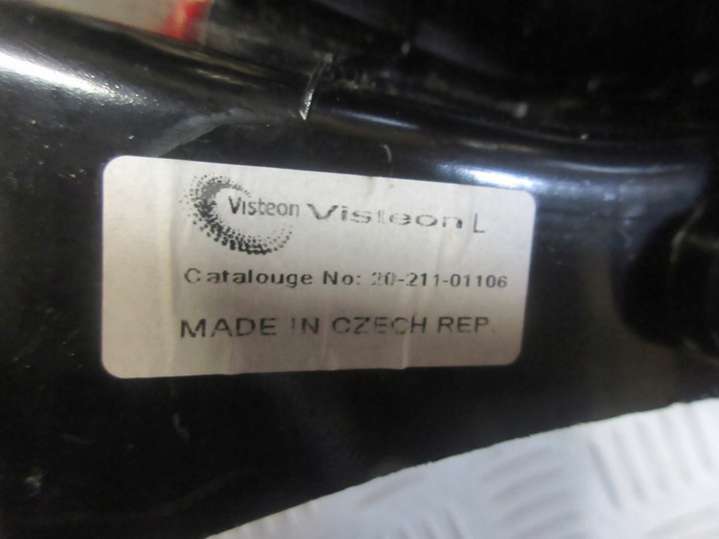 Visteon Visteon L
Catalouge No: 20-211-01106
MADE IN CZECH REP.